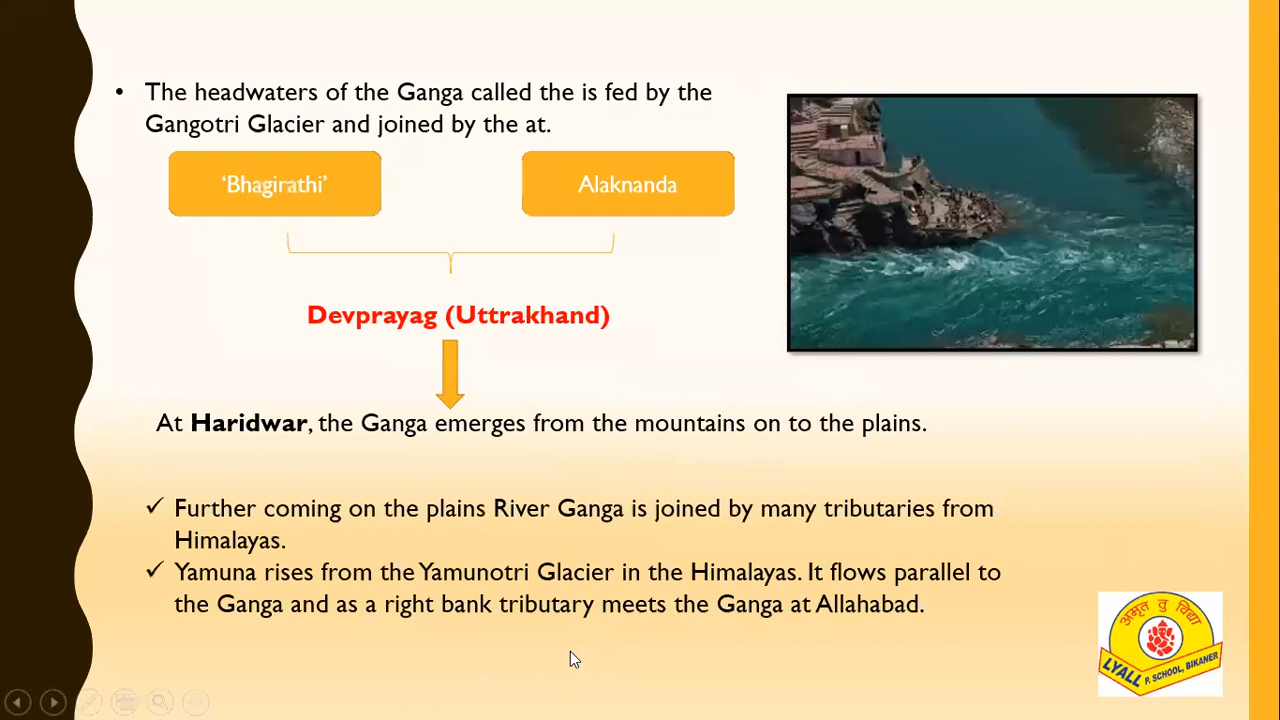 • The headwaters of the Ganga called the is fed by the
Gangotri Glacier and joined by the at.
‘Bhagirathi’
Alaknanda
Devprayag (Uttrakhand)
At Haridwar, the Ganga emerges from the mountains on to the plains.
✓ Further coming on the plains River Ganga is joined by many tributaries from
Himalayas.
✓ Yamuna rises from the Yamunotri Glacier in the Himalayas. It flows parallel to
the Ganga and as a right bank tributary meets the Ganga at Allahabad.
अमृतं तु विद्या
LYALL P. SCHOOL, BIKANER